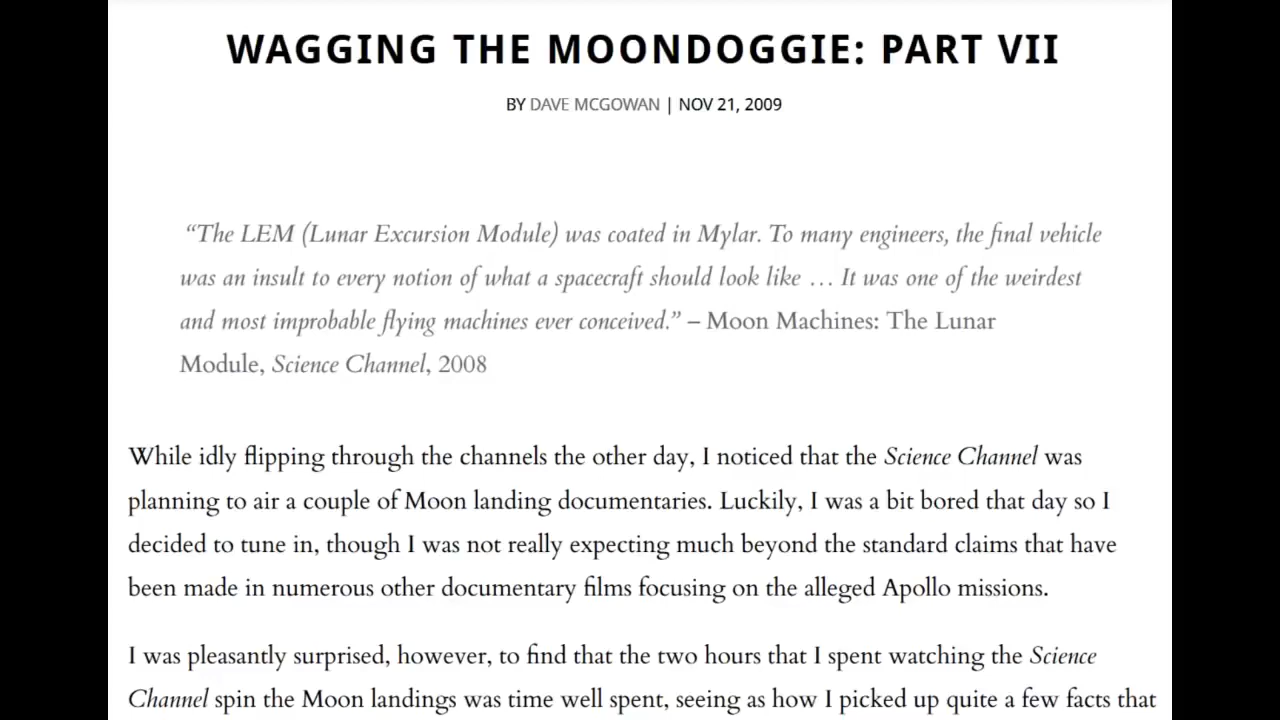 WAGGING THE MOONDOGGIE: PART VII
BY DAVE MCGOWAN | NOV 21, 2009
“The LEM (Lunar Excursion Module) was coated in Mylar. To many engineers, the final vehicle
was an insult to every notion of what a spacecraft should look like … It was one of the weirdest
and most improbable flying machines ever conceived.” – Moon Machines: The Lunar
Module, Science Channel, 2008
While idly flipping through the channels the other day, I noticed that the Science Channel was
planning to air a couple of Moon landing documentaries. Luckily, I was a bit bored that day so I
decided to tune in, though I was not really expecting much beyond the standard claims that have
been made in numerous other documentary films focusing on the alleged Apollo missions.
I was pleasantly surprised, however, to find that the two hours that I spent watching the Science
Channel spin the Moon landings was time well spent, seeing as how I picked up quite a few facts that